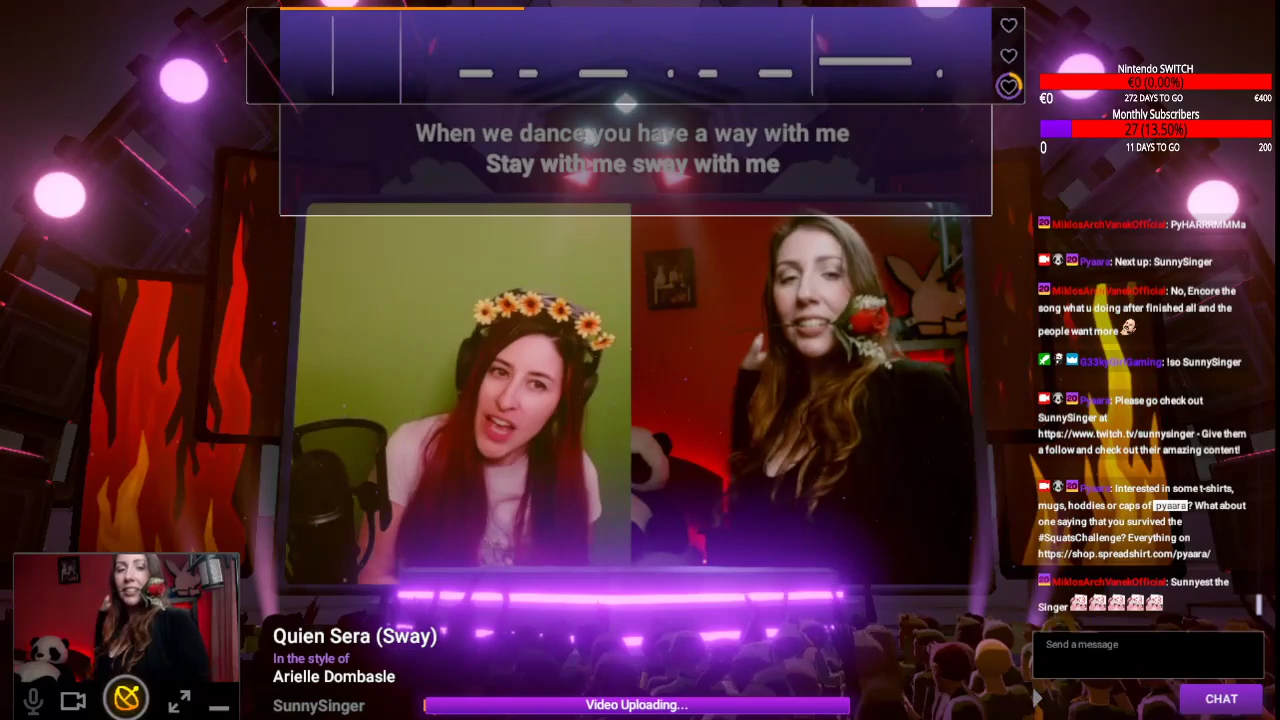 When we dance you have a way with me
Stay with me sway with me
Nintendo SWITCH
€0 (0.00%)
€0
272 DAYS TO GO
€400
Monthly Subscribers
27 (13.50%)
0
11 DAYS TO GO
200
MiklosArchVanekOfficial: PyHARRRMMMa
Pyaara: Next up: SunnySinger
MiklosArchVanekOfficial: No, Encore the
song what u doing after finished all and the
people want more
Gaming: !so SunnySinger
Pyaara: Please go check out
SunnySinger at
https://www.twitch.tv/sunnysinger - Give them
a follow and check out their amazing content!
Pyaara: Interested in some t-shirts,
mugs, hoddies or caps of pyaara? What about
one saying that you survived the
#SquatsChallenge? Everything on
https://shop.spreadshirt.com/pyaara/
MiklosArchVanekOfficial: Sunnyest the
Singer
Send a message
CHAT
Quien Sera (Sway)
In the style of
Arielle Dombasle
SunnySinger
Video Uploading...